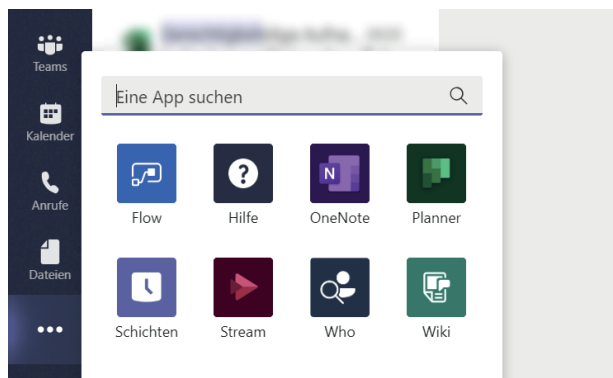 Teams
Eine App suchen
Kalender
Flow
Hilfe
OneNote
Planner
Anrufe
Dateien
Schichten
Stream
Who
Wiki